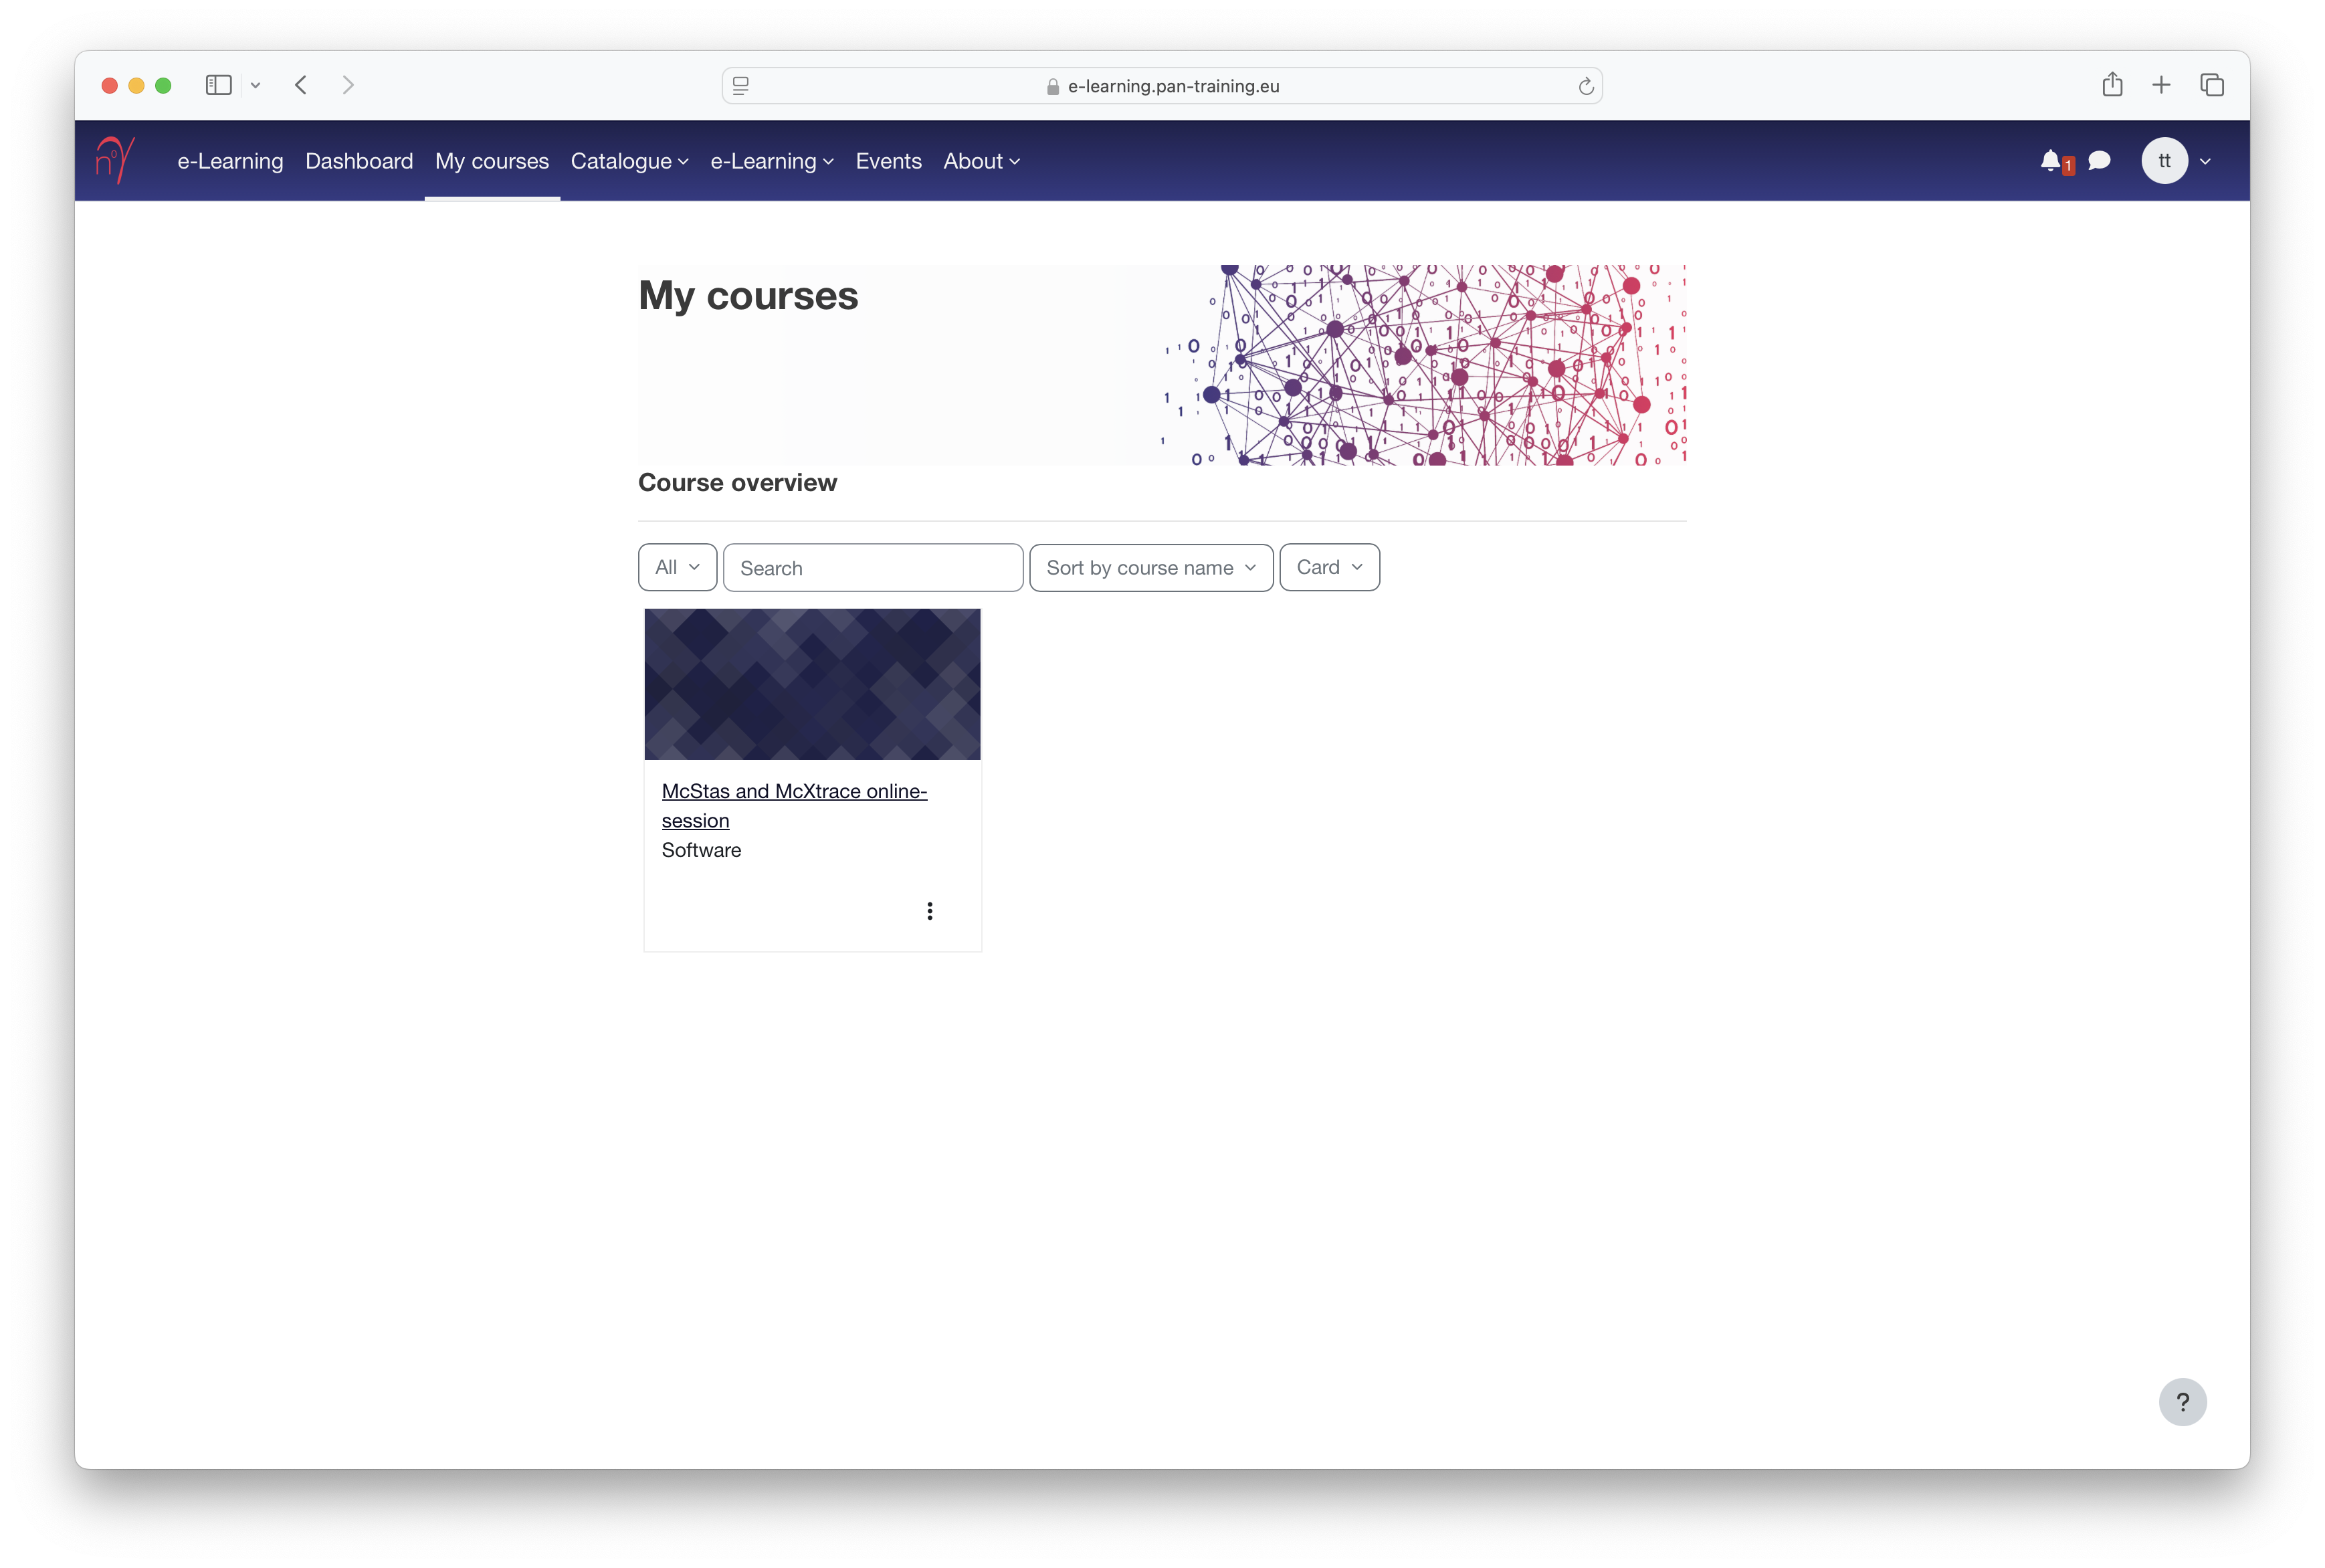 e-learning.pan-training.eu
e-Learning Dashboard My courses Catalogue e-Learning Events About 1 tt
My courses
Course overview
All Search Sort by course name Card
McStas and McXtrace online-
session
Software
?